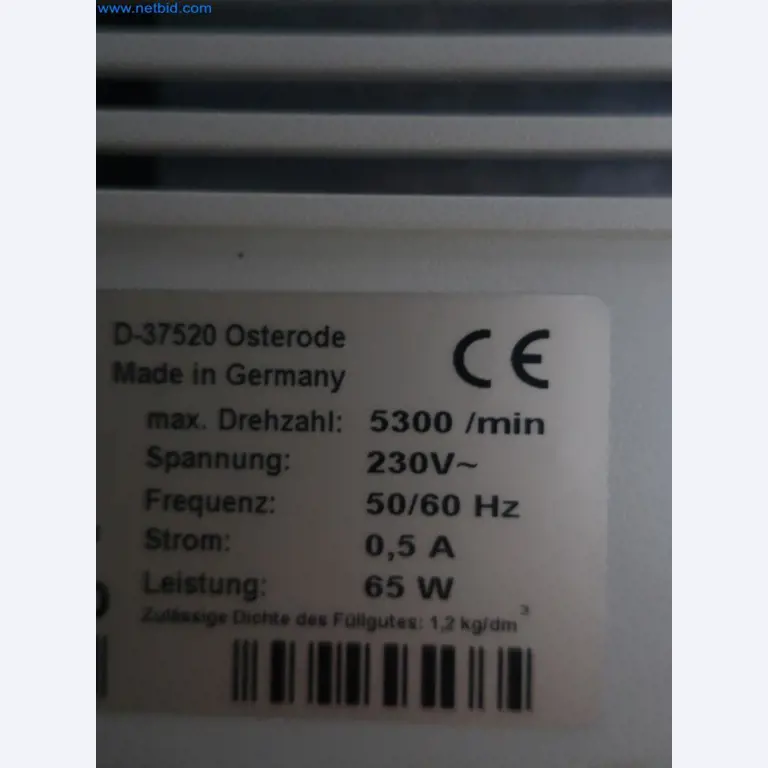 www.netbid.com
D-37520 Osterode
Made in Germany
CE
max. Drehzahl: 5300 /min
Spannung: 230V~
Frequenz: 50/60 Hz
Strom: 0,5 A
Leistung: 65 W
Zulässige Dichte des Füllgutes: 1,2 kg/dm³